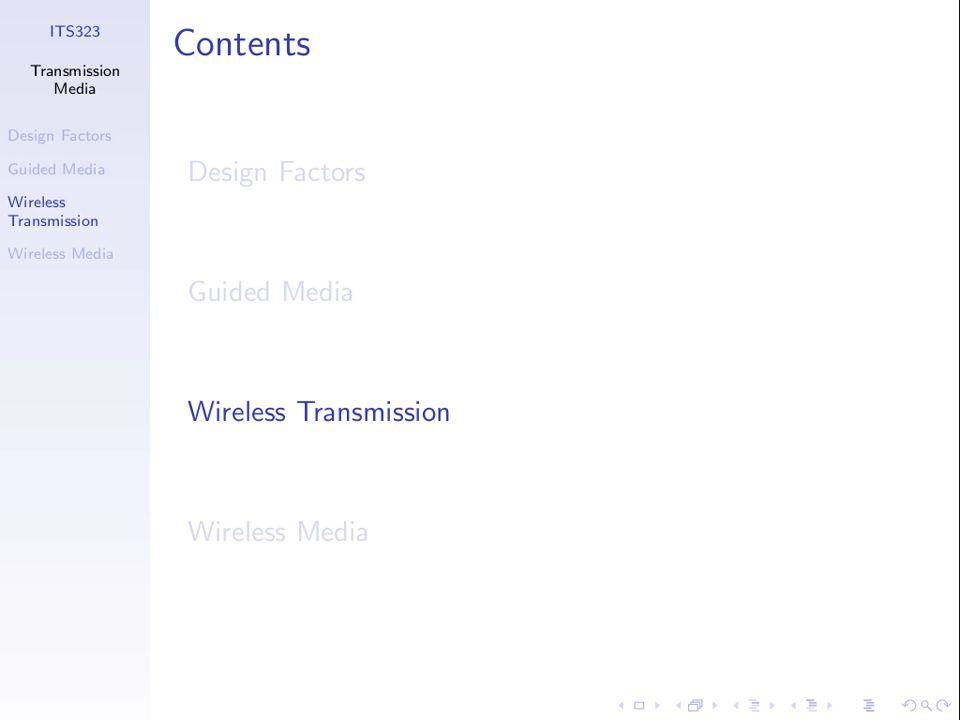 ITS323
Transmission
Media
Design Factors
Guided Media
Wireless
Transmission
Wireless Media
Contents
Design Factors
Guided Media
Wireless Transmission
Wireless Media